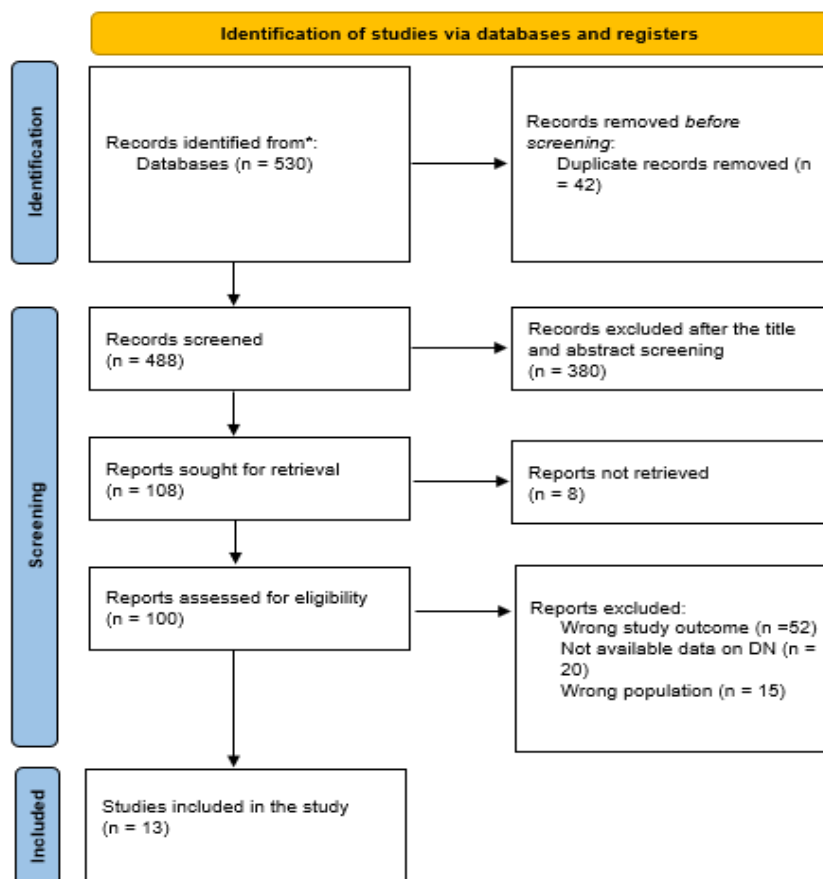 Identification of studies via databases and registers
Identification
Records identified from*:
Databases (n = 530)
Records removed before
screening:
Duplicate records removed (n
= 42)
Screening
Records screened
(n = 488)
Records excluded after the title
and abstract screening
(n = 380)
Reports sought for retrieval
(n = 108)
Reports not retrieved
(n = 8)
Reports assessed for eligibility
(n = 100)
Reports excluded:
Wrong study outcome (n =52)
Not available data on DN (n =
20)
Wrong population (n = 15)
Included
Studies included in the study
(n = 13)